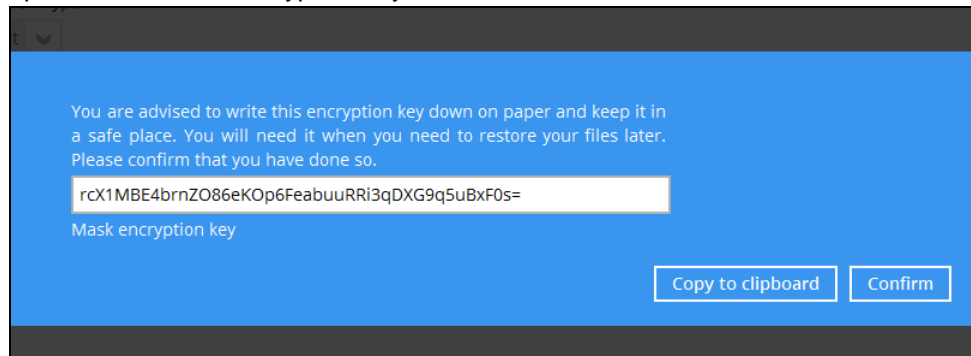 You are advised to write this encryption key down on paper and keep it in
a safe place. You will need it when you need to restore your files later.
Please confirm that you have done so.
rcX1MBE4brnZO86eKOp6FeabuuRRi3qDXG9q5uBxF0s=
Mask encryption key
Copy to clipboard Confirm